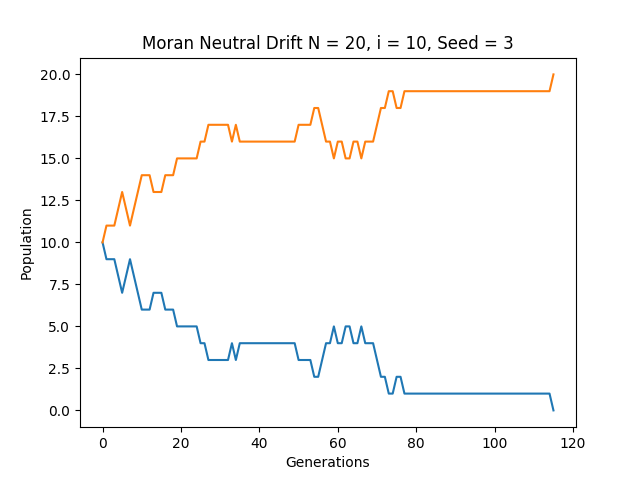 Moran Neutral Drift N = 20, i = 10, Seed = 3
20.0
17.5
15.0
12.5
10.0
7.5
5.0
2.5
0.0
Population
0 20 40 60 80 100 120
Generations